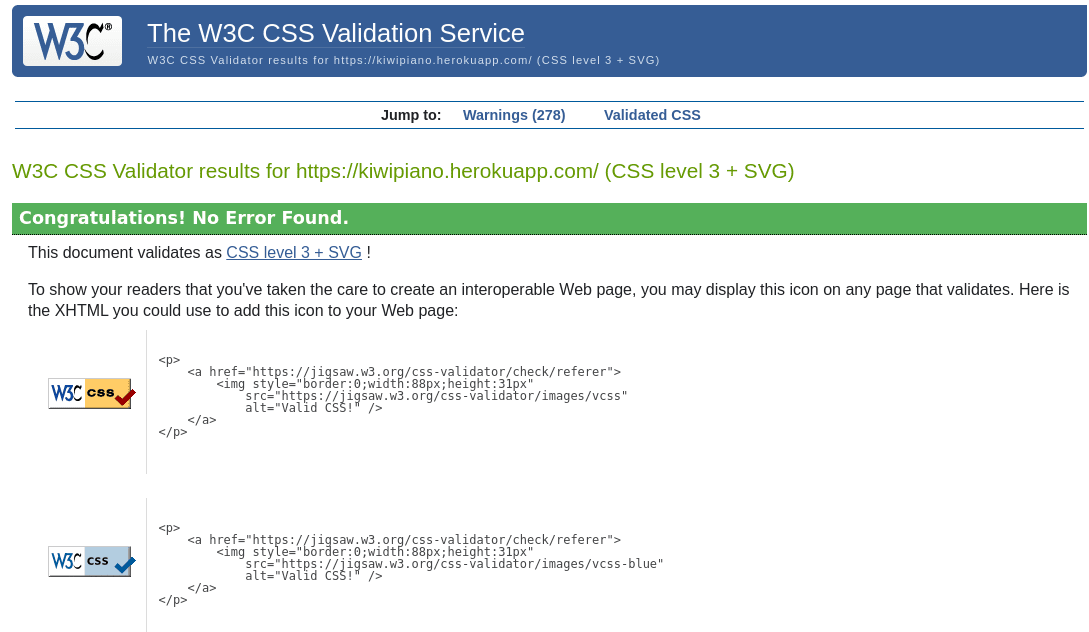 W3C®
The W3C CSS Validation Service
W3C CSS Validator results for https://kiwipiano.herokuapp.com/ (CSS level 3 + SVG)
Jump to: Warnings (278) Validated CSS
W3C CSS Validator results for https://kiwipiano.herokuapp.com/ (CSS level 3 + SVG)
Congratulations! No Error Found.
This document validates as CSS level 3 + SVG !
To show your readers that you've taken the care to create an interoperable Web page, you may display this icon on any page that validates. Here is
the XHTML you could use to add this icon to your Web page:
W3C css
<p>
<a href="https://jigsaw.w3.org/css-validator/check/referer">
<img style="border:0;width:88px;height:31px"
src="https://jigsaw.w3.org/css-validator/images/vcss"
alt="Valid CSS!" />
</a>
</p>
W3C css
<p>
<a href="https://jigsaw.w3.org/css-validator/check/referer">
<img style="border:0;width:88px;height:31px"
src="https://jigsaw.w3.org/css-validator/images/vcss-blue"
alt="Valid CSS!" />
</a>
</p>